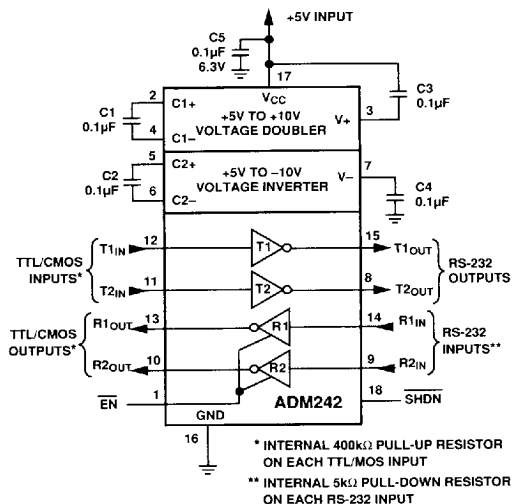 +5V INPUT
C5
0.1µF
6.3V
17
VCC
C1
0.1µF
2
C1+
4
C1–
+5V TO +10V
VOLTAGE DOUBLER
V+
3
C3
0.1µF
C2
0.1µF
5
C2+
6
C2–
+5V TO –10V
VOLTAGE INVERTER
V–
7
C4
0.1µF
TTL/CMOS
INPUTS*
T1IN
12
T1
15
T1OUT
T2IN
11
T2
8
T2OUT
RS-232
OUTPUTS
TTL/CMOS
OUTPUTS*
R1OUT
13
R1
14
R1IN
R2OUT
10
R2
9
R2IN
RS-232
INPUTS**
EN
1
GND
16
ADM242
18
SHDN
* INTERNAL 400kΩ PULL-UP RESISTOR
ON EACH TTL/MOS INPUT
** INTERNAL 5kΩ PULL-DOWN RESISTOR
ON EACH RS-232 INPUT